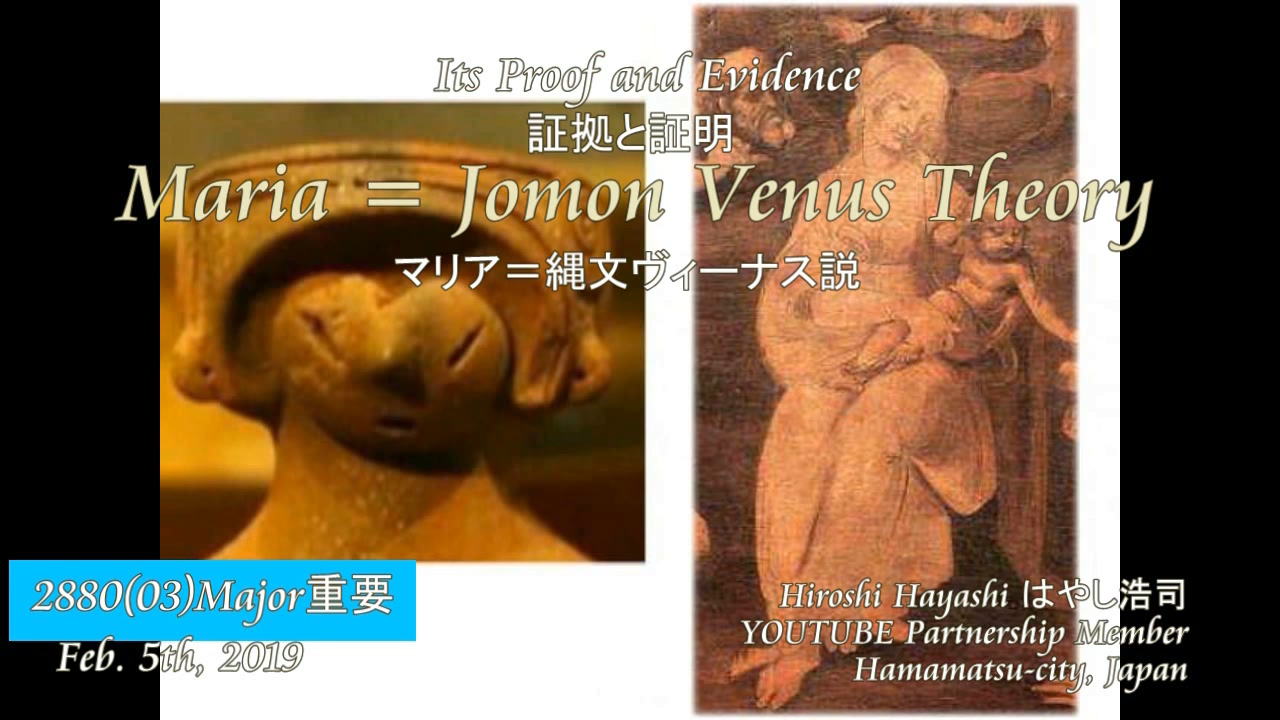 Its Proof and Evidence
証拠と証明
Maria = Jomon Venus Theory
マリア＝縄文ヴィーナス説
2880(03)Major重要
Feb. 5th, 2019
Hiroshi Hayashi はやし浩司
YOUTUBE Partnership Member
Hamamatsu-city, Japan